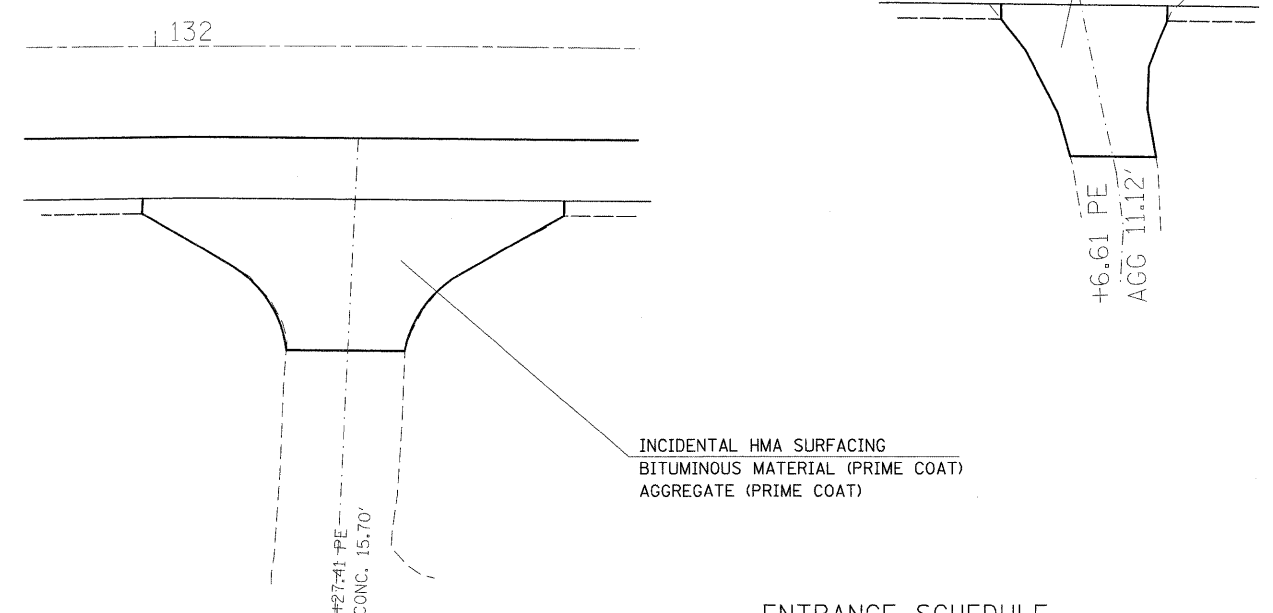 132
+6.61 PE
AGG 11.12'
INCIDENTAL HMA SURFACING
BITUMINOUS MATERIAL (PRIME COAT)
AGGREGATE (PRIME COAT)
+27.41 PE
CONC. 15.70'
ENTRANCE SCHEDULE